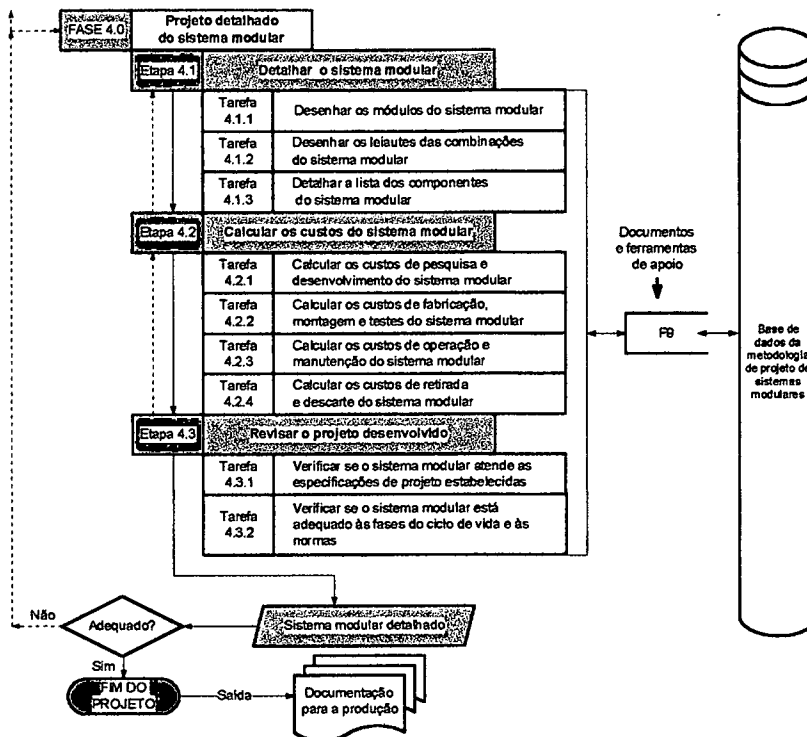 FASE 4.0
Projeto detalhado
do sistema modular
Etapa 4.1
Detalhar o sistema modular
Tarefa
4.1.1
Desenhar os módulos do sistema modular
Tarefa
4.1.2
Desenhar os leiautes das combinações
do sistema modular
Tarefa
4.1.3
Detalhar a lista dos componentes
do sistema modular
Etapa 4.2
Calcular os custos do sistema modular
Tarefa
4.2.1
Calcular os custos de pesquisa e
desenvolvimento do sistema modular
Tarefa
4.2.2
Calcular os custos de fabricação,
montagem e testes do sistema modular
Tarefa
4.2.3
Calcular os custos de operação e
manutenção do sistema modular
Tarefa
4.2.4
Calcular os custos de retirada
e descarte do sistema modular
Etapa 4.3
Revisar o projeto desenvolvido
Tarefa
4.3.1
Verificar se o sistema modular atende as
especificações de projeto estabelecidas
Tarefa
4.3.2
Verificar se o sistema modular está
adequado às fases do ciclo de vida e às
normas
Documentos
e ferramentas
de apoio
F9
Base de
dados da
metodologia
de projeto de
sistemas
modulares
Não
Adequado?
Sistema modular detalhado
Sim
FIM DO
PROJETO
Saída
Documentação
para a produção